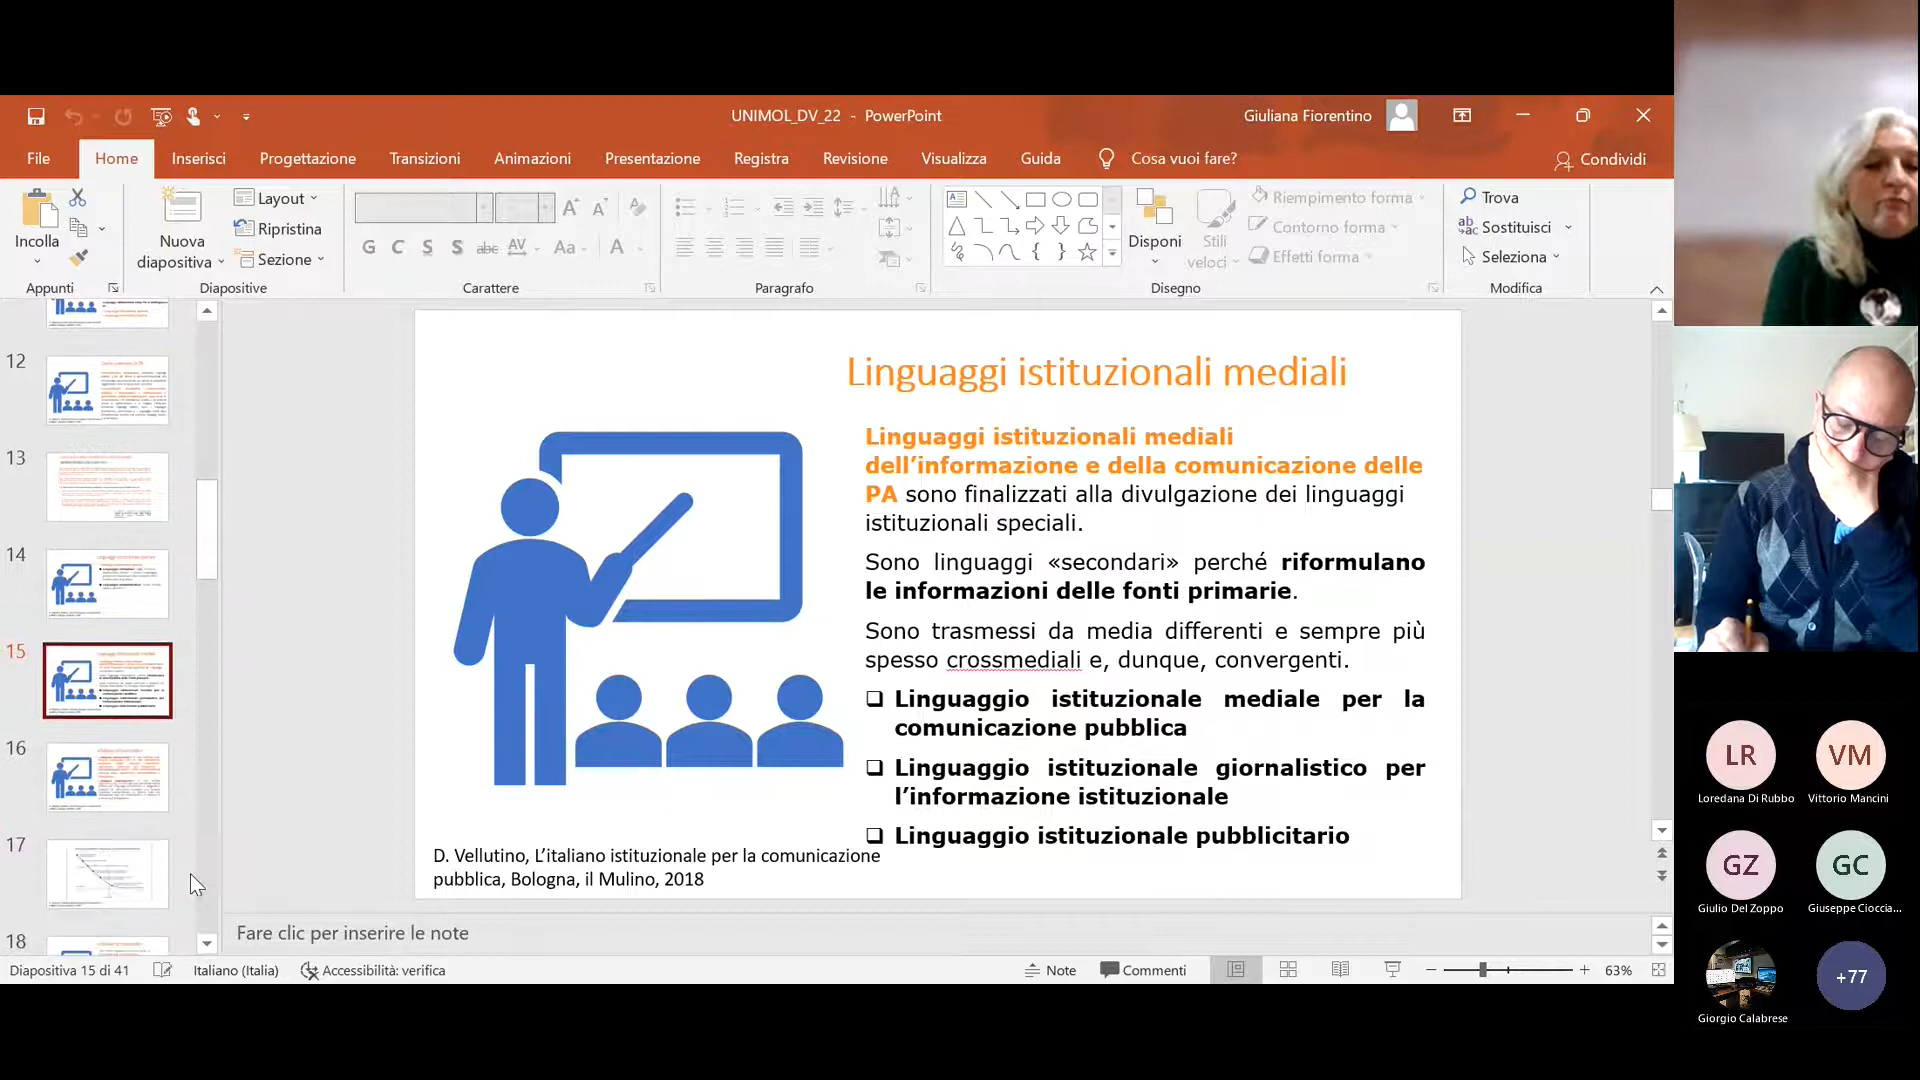 UNIMOL_DV_22 - PowerPoint
Giuliana Fiorentino
File
Home
Inserisci
Progettazione
Transizioni
Animazioni
Presentazione
Registra
Revisione
Visualizza
Guida
Cosa vuoi fare?
Condividi
Incolla
Nuova
diapositiva
Layout
Ripristina
Sezione
G C S S abc AV Aa A
Disponi
Stili
veloci
Riempimento forma
Contorno forma
Effetti forma
Trova
Sostituisci
Seleziona
Appunti
Diapositive
Carattere
Paragrafo
Disegno
Modifica
12
13
14
15
16
17
18
Linguaggi istituzionali mediali
Linguaggi istituzionali mediali
dell’informazione e della comunicazione delle
PA sono finalizzati alla divulgazione dei linguaggi
istituzionali speciali.
Sono linguaggi «secondari» perché riformulano
le informazioni delle fonti primarie.
Sono trasmessi da media differenti e sempre più
spesso crossmediali e, dunque, convergenti.
❑ Linguaggio istituzionale mediale per la
comunicazione pubblica
❑ Linguaggio istituzionale giornalistico per
l’informazione istituzionale
❑ Linguaggio istituzionale pubblicitario
D. Vellutino, L’italiano istituzionale per la comunicazione
pubblica, Bologna, il Mulino, 2018
Fare clic per inserire le note
Diapositiva 15 di 41
Italiano (Italia)
Accessibilità: verifica
Note
Commenti
63%
LR
Loredana Di Rubbo
VM
Vittorio Mancini
GZ
Giulio Del Zoppo
GC
Giuseppe Cioccia...
Giorgio Calabrese
+77